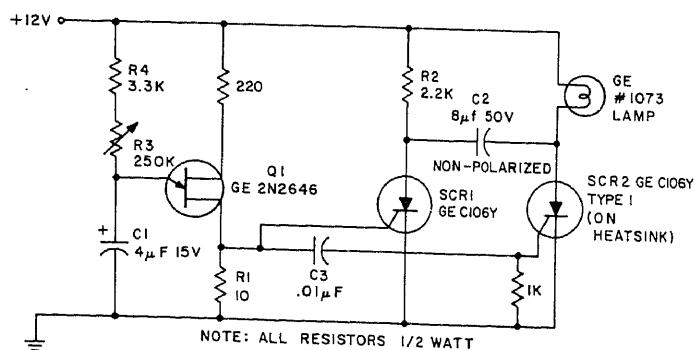 +12V
R4
3.3K
220
R2
2.2K
C2
8µf 50V
NON-POLARIZED
GE
#1073
LAMP
R3
250K
Q1
GE 2N2646
SCR1
GE C106Y
SCR2 GE C106Y
TYPE 1
(ON
HEATSINK)
+
C1
4µF 15V
R1
10
C3
.01µF
1K
NOTE: ALL RESISTORS 1/2 WATT